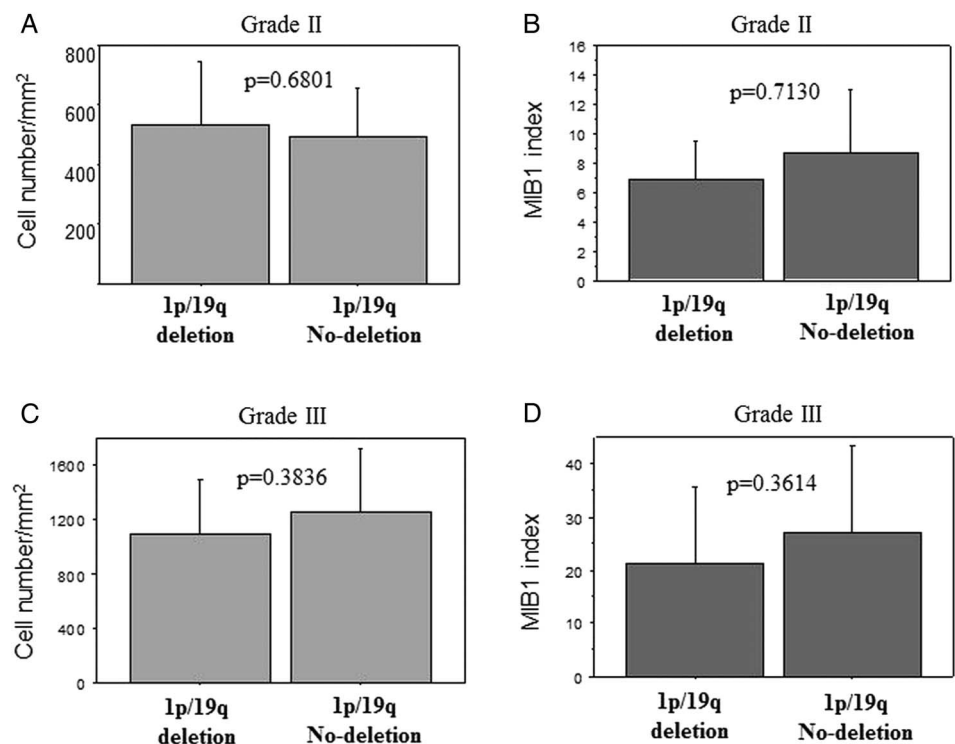 A
Grade II
Cell number/mm²
800
600
400
200
p=0.6801
1p/19q
deletion
1p/19q
No-deletion
B
Grade II
MIB1 index
16
14
12
10
8
6
4
2
0
p=0.7130
1p/19q
deletion
1p/19q
No-deletion
C
Grade III
Cell number/mm²
1600
1200
800
400
0
p=0.3836
1p/19q
deletion
1p/19q
No-deletion
D
Grade III
MIB1 index
40
30
20
10
0
p=0.3614
1p/19q
deletion
1p/19q
No-deletion